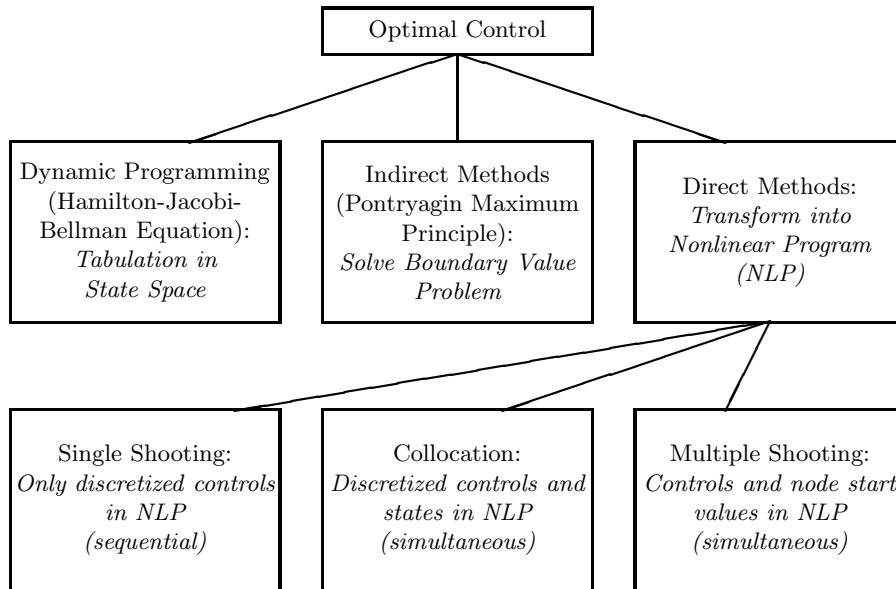 Optimal Control
Dynamic Programming
(Hamilton-Jacobi-
Bellman Equation):
Tabulation in
State Space
Indirect Methods
(Pontryagin Maximum
Principle):
Solve Boundary Value
Problem
Direct Methods:
Transform into
Nonlinear Program
(NLP)
Single Shooting:
Only discretized controls
in NLP
(sequential)
Collocation:
Discretized controls and
states in NLP
(simultaneous)
Multiple Shooting:
Controls and node start
values in NLP
(simultaneous)